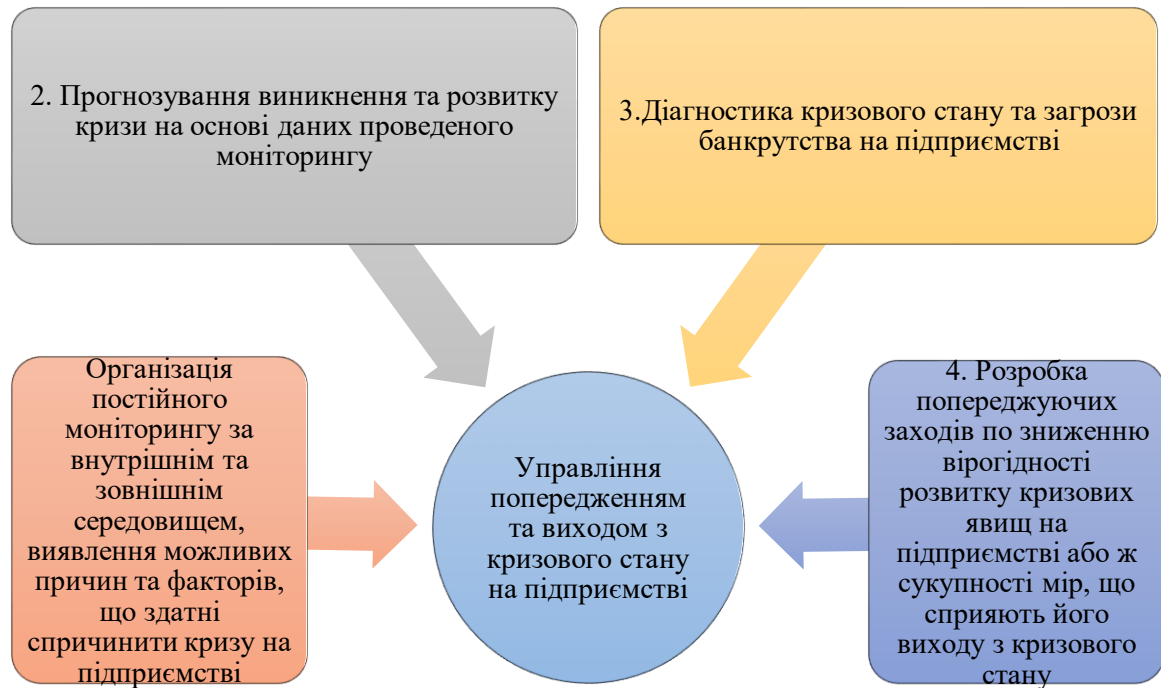 2. Прогнозування виникнення та розвитку
кризи на основі даних проведеного
моніторингу
3.Діагностика кризового стану та загрози
банкрутства на підприємстві
Організація
постійного
моніторингу за
внутрішнім та
зовнішнім
середовищем,
виявлення можливих
причин та факторів,
що здатні
спричинити кризу на
підприємстві
Управління
попередженням
та виходом з
кризового стану
на підприємстві
4. Розробка
попереджуючих
заходів по зниженню
вірогідності
розвитку кризових
явищ на
підприємстві або ж
сукупності мір, що
сприяють його
виходу з кризового
стану